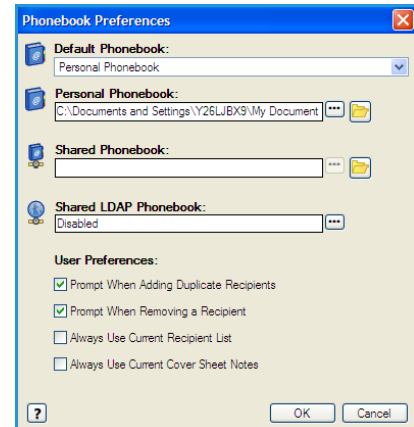 Phonebook Preferences
Default Phonebook:
Personal Phonebook
Personal Phonebook:
C:\Documents and Settings\Y26LJBX9\My Document
Shared Phonebook:
Shared LDAP Phonebook:
Disabled
User Preferences:
Prompt When Adding Duplicate Recipients
Prompt When Removing a Recipient
Always Use Current Recipient List
Always Use Current Cover Sheet Notes
? OK Cancel